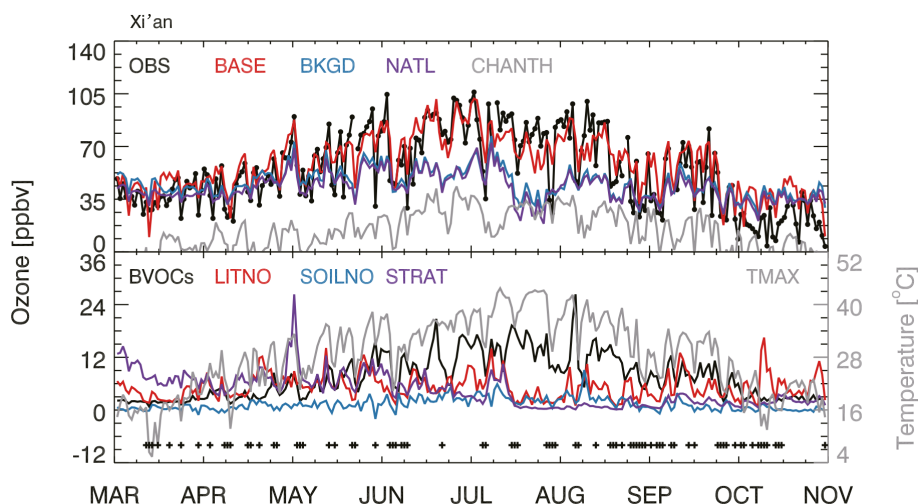 Xi'an
140
OBS BASE BKGD NATL CHANTH
105
70
35
0
Ozone [ppbv]
36 52
BVOCs LITNO SOILNO STRAT TMAX
24 40
12 28
0 16
-12 4
Temperature [°C]
MAR APR MAY JUN JUL AUG SEP OCT NOV